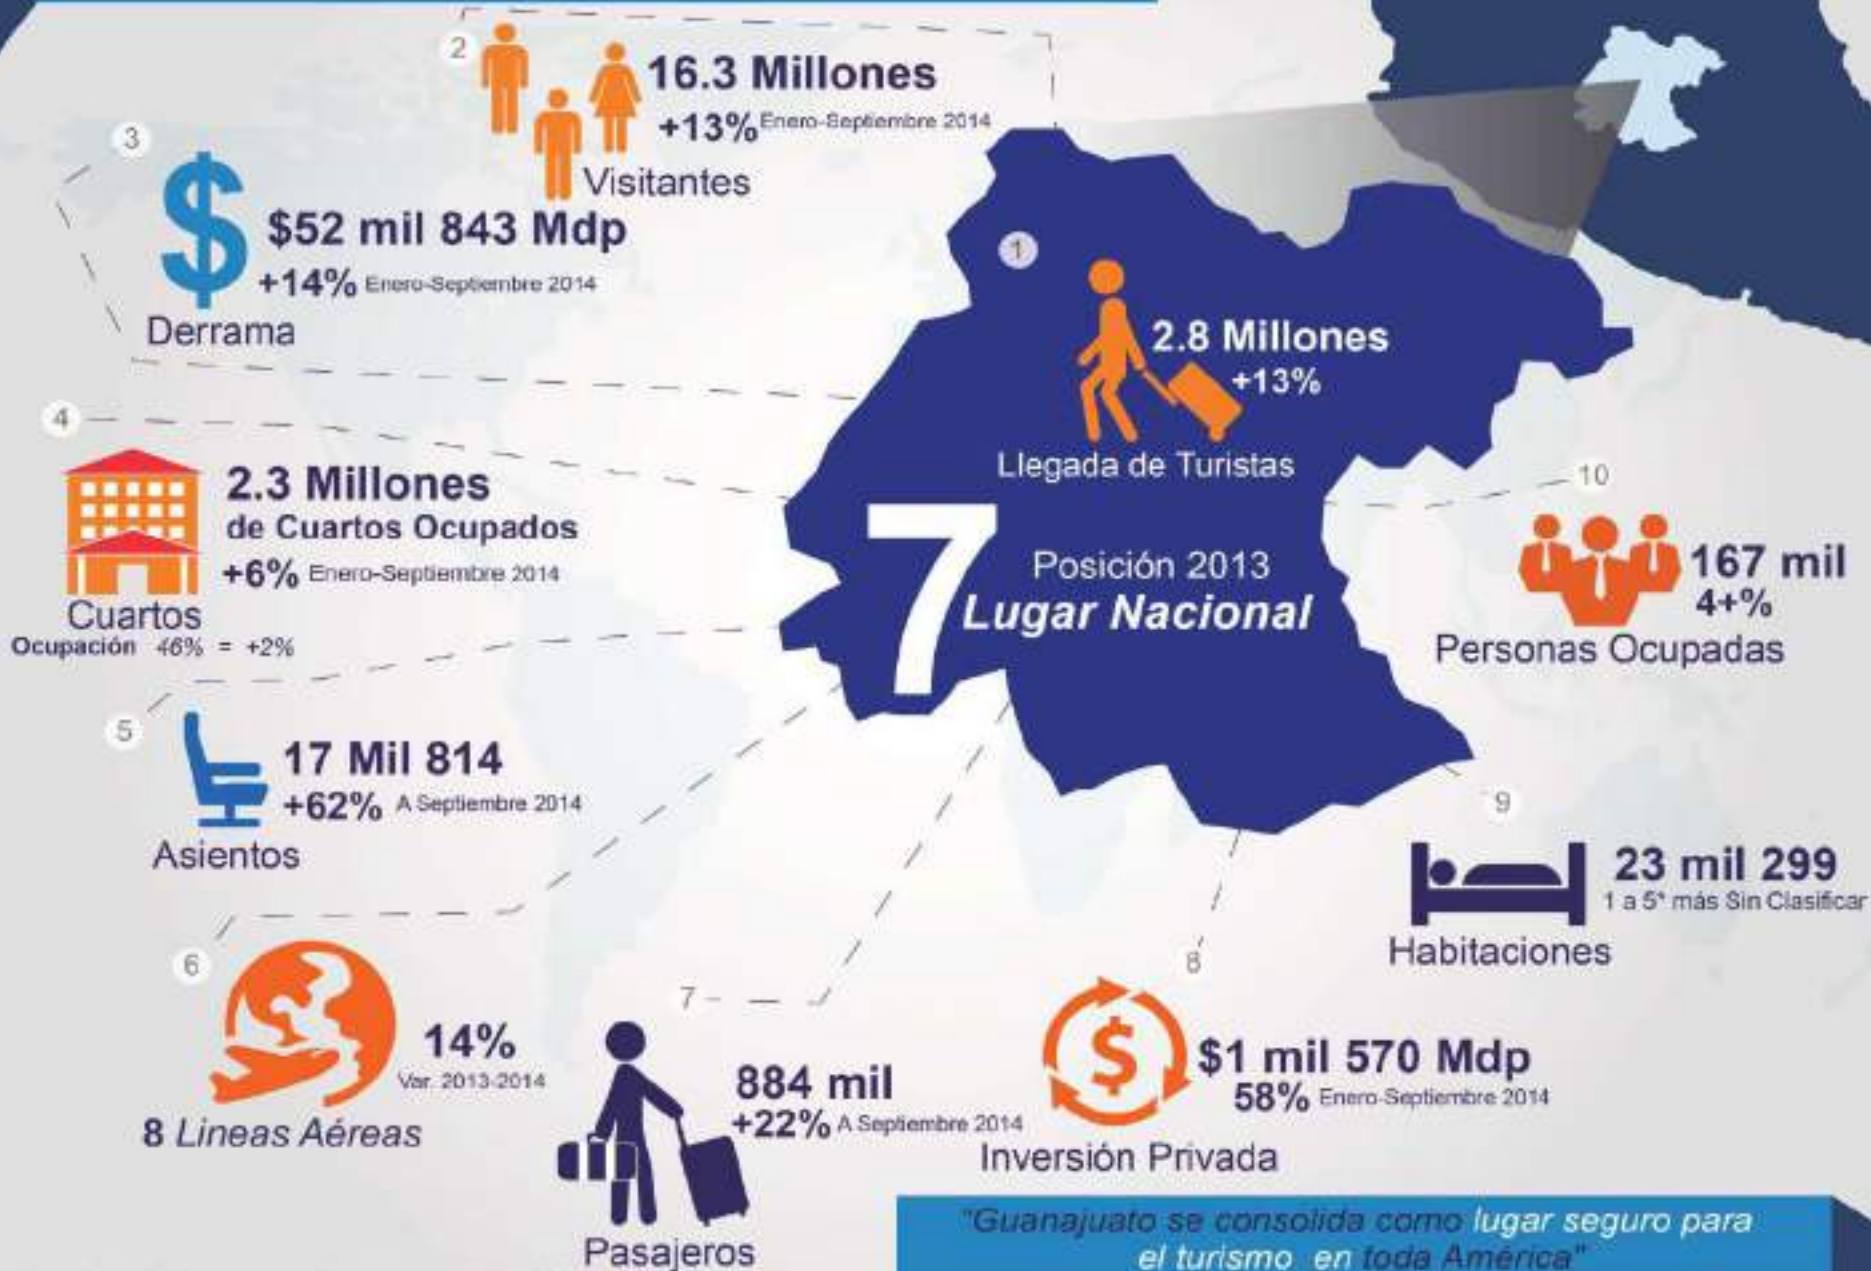 2
16.3 Millones
+13% Enero-Septiembre 2014
Visitantes
3
$
$52 mil 843 Mdp
+14% Enero-Septiembre 2014
Derrama
1
2.8 Millones
+13%
Llegada de Turistas
7
Posición 2013
Lugar Nacional
4
2.3 Millones
de Cuartos Ocupados
+6% Enero-Septiembre 2014
Cuartos
Ocupación 46% = +2%
10
167 mil
4+%
Personas Ocupadas
5
17 Mil 814
+62% A Septiembre 2014
Asientos
9
23 mil 299
1 a 5* más Sin Clasificar
Habitaciones
6
14%
Var. 2013-2014
8 Lineas Aéreas
7
884 mil
+22% A Septiembre 2014
Pasajeros
8
$
$1 mil 570 Mdp
58% Enero-Septiembre 2014
Inversión Privada
"Guanajuato se consolida como lugar seguro para
el turismo en toda América"